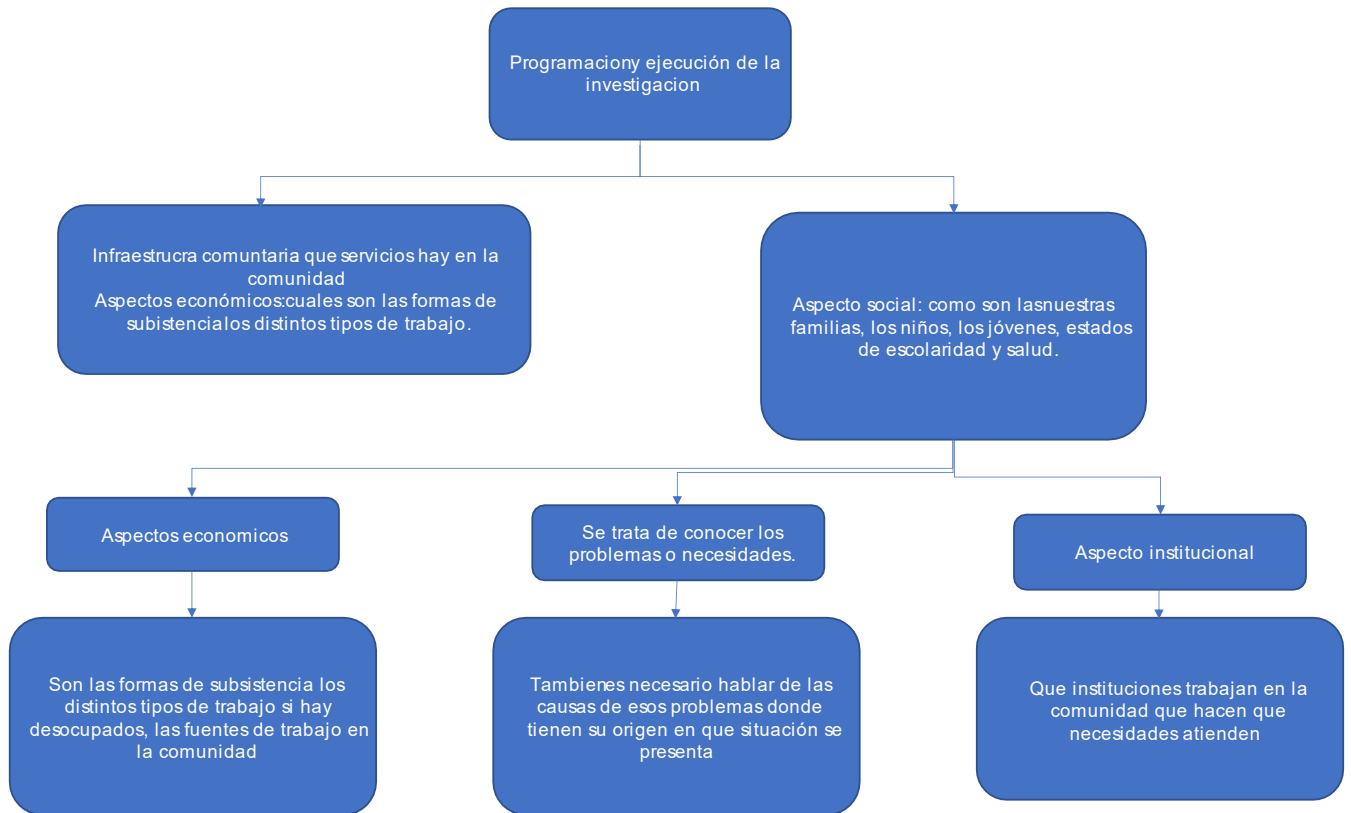 Programaciony ejecución de la
investigacion
Infraestrucra comuntaria que servicios hay en la
comunidad
Aspectos económicos:cuales son las formas de
subistencialos distintos tipos de trabajo.
Aspecto social: como son lasnuestras
familias, los niños, los jóvenes, estados
de escolaridad y salud.
Aspectos economicos
Se trata de conocer los
problemas o necesidades.
Aspecto institucional
Son las formas de subsistencia los
distintos tipos de trabajo si hay
desocupados, las fuentes de trabajo en
la comunidad
Tambienes necesario hablar de las
causas de esos problemas donde
tienen su origen en que situación se
presenta
Que instituciones trabajan en la
comunidad que hacen que
necesidades atienden